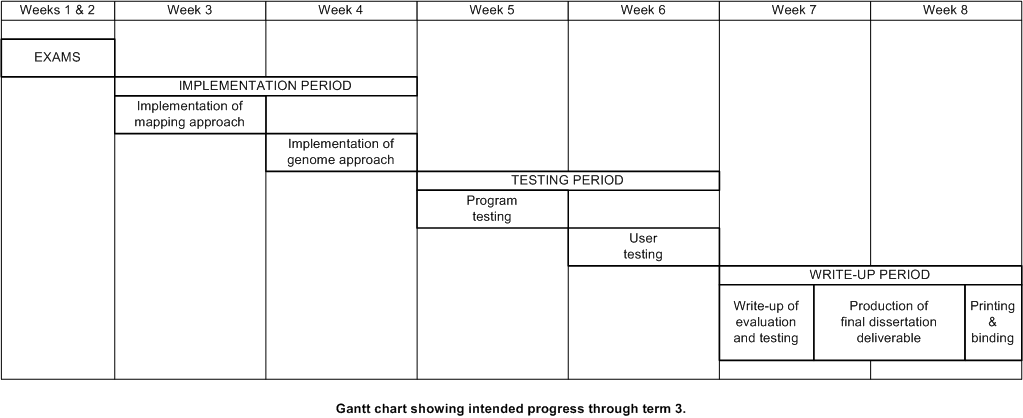 Weeks 1 & 2
Week 3
Week 4
Week 5
Week 6
Week 7
Week 8
EXAMS
IMPLEMENTATION PERIOD
Implementation of
mapping approach
Implementation of
genome approach
TESTING PERIOD
Program
testing
User
testing
WRITE-UP PERIOD
Write-up of
evaluation
and testing
Production of
final dissertation
deliverable
Printing
&
binding
Gantt chart showing intended progress through term 3.